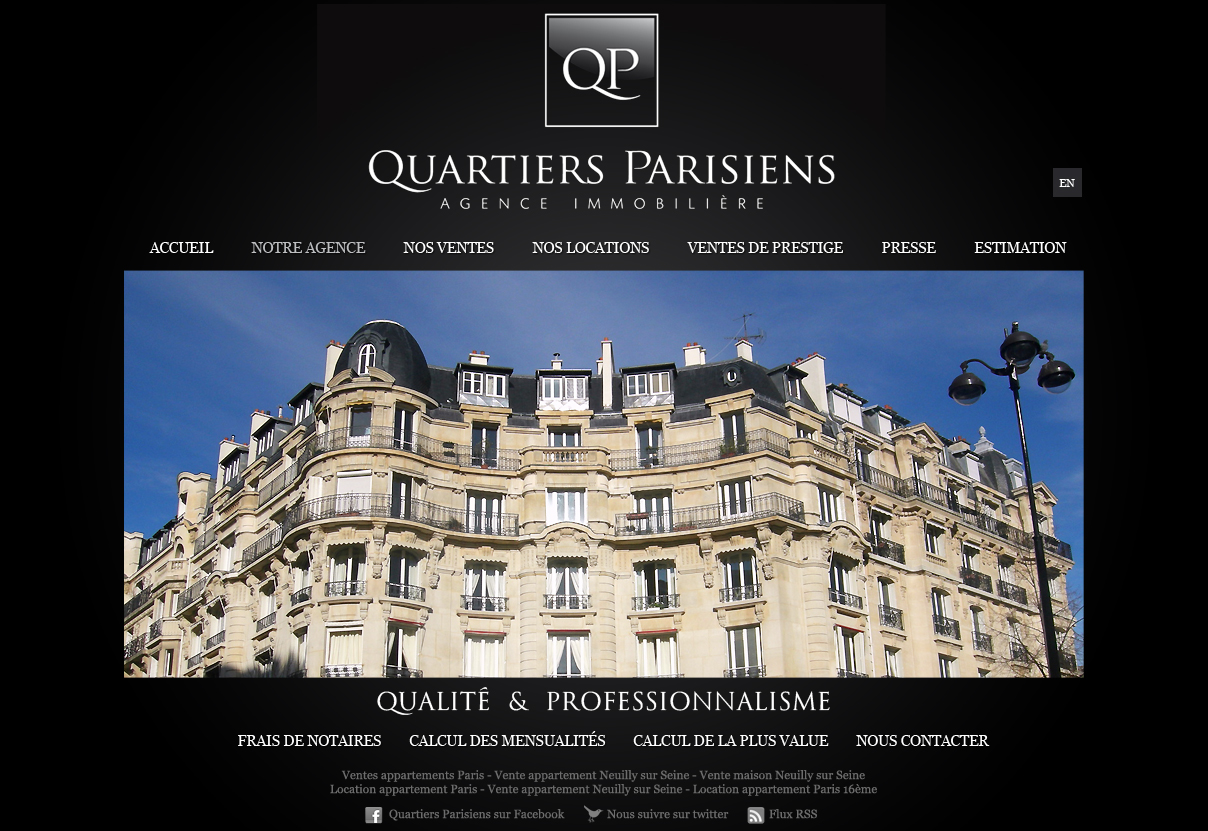 QP
QUARTIERS PARISIENS
AGENCE IMMOBILIÈRE
EN
ACCUEIL NOTRE AGENCE NOS VENTES NOS LOCATIONS VENTES DE PRESTIGE PRESSE ESTIMATION
QUALITÉ & PROFESSIONNALISME
FRAIS DE NOTAIRES CALCUL DES MENSUALITÉS CALCUL DE LA PLUS VALUE NOUS CONTACTER
Ventes appartements Paris - Vente appartement Neuilly sur Seine - Vente maison Neuilly sur Seine
Location appartement Paris - Vente appartement Neuilly sur Seine - Location appartement Paris 16ème
Quartiers Parisiens sur Facebook Nous suivre sur twitter Flux RSS